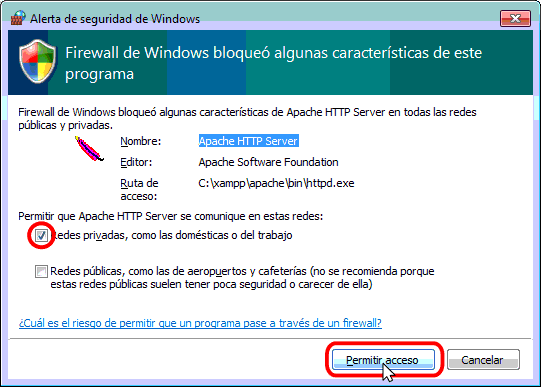 Alerta de seguridad de Windows
Firewall de Windows bloqueó algunas características de este
programa
Firewall de Windows bloqueó algunas características de Apache HTTP Server en todas las redes
públicas y privadas.
Nombre: Apache HTTP Server
Editor: Apache Software Foundation
Ruta de C:\xampp\apache\bin\httpd.exe
acceso:
Permitir que Apache HTTP Server se comunique en estas redes:
Redes privadas, como las domésticas o del trabajo
Redes públicas, como las de aeropuertos y cafeterías (no se recomienda porque
estas redes públicas suelen tener poca seguridad o carecer de ella)
¿Cuál es el riesgo de permitir que un programa pase a través de un firewall?
Permitir acceso Cancelar